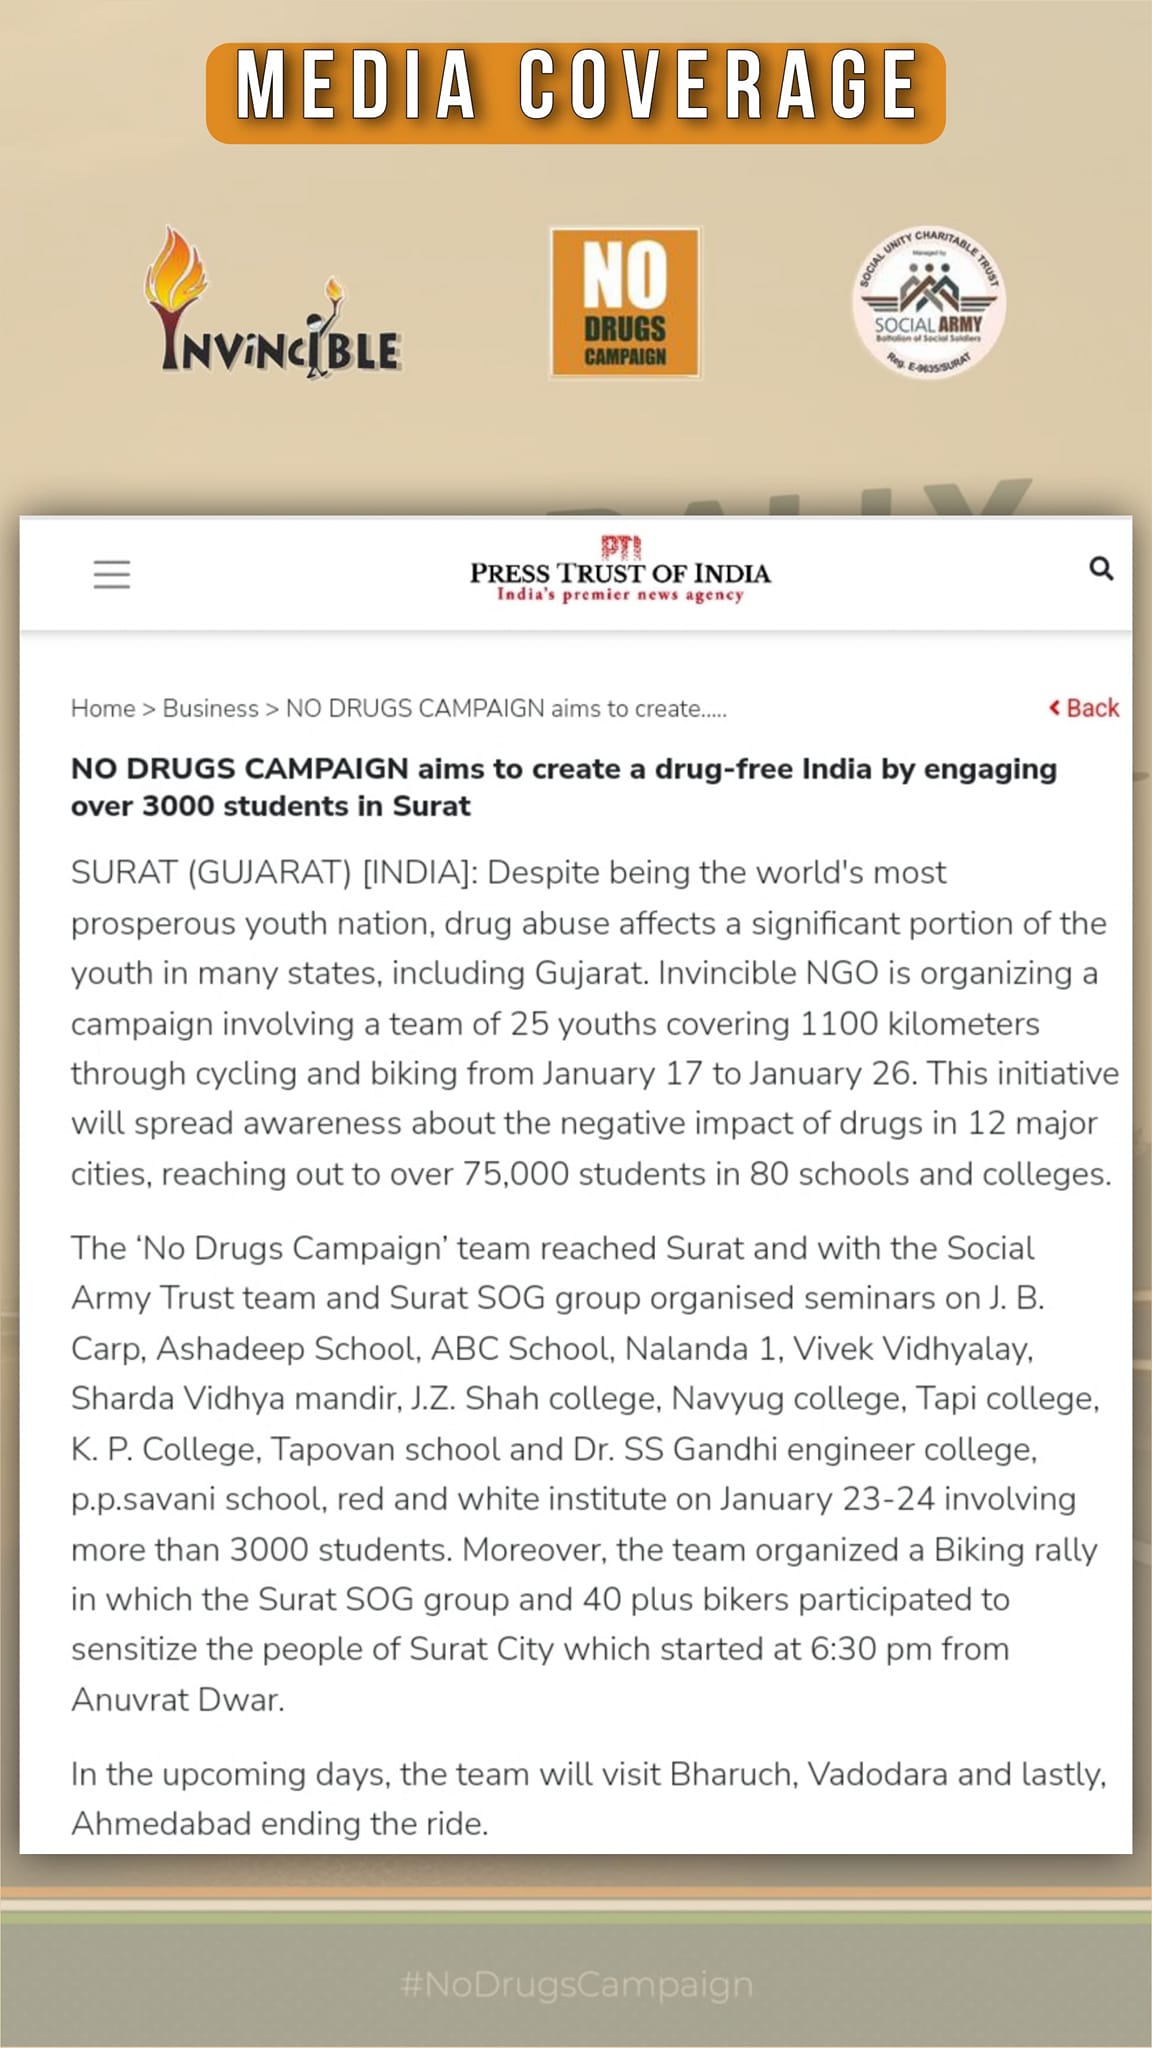 MEDIA COVERAGE
INVINCIBLE
NO
DRUGS
CAMPAIGN
SOCIAL UNITY CHARITABLE TRUST
Managed by
SOCIAL ARMY
Battalion of Social Soldiers
Reg. E-9635/SURAT
RALLY
PTI
PRESS TRUST OF INDIA
India's premier news agency
Home > Business > NO DRUGS CAMPAIGN aims to create.....
Back
NO DRUGS CAMPAIGN aims to create a drug-free India by engaging
over 3000 students in Surat
SURAT (GUJARAT) [INDIA]: Despite being the world's most
prosperous youth nation, drug abuse affects a significant portion of the
youth in many states, including Gujarat. Invincible NGO is organizing a
campaign involving a team of 25 youths covering 1100 kilometers
through cycling and biking from January 17 to January 26. This initiative
will spread awareness about the negative impact of drugs in 12 major
cities, reaching out to over 75,000 students in 80 schools and colleges.
The ‘No Drugs Campaign’ team reached Surat and with the Social
Army Trust team and Surat SOG group organised seminars on J. B.
Carp, Ashadeep School, ABC School, Nalanda 1, Vivek Vidhyalay,
Sharda Vidhya mandir, J.Z. Shah college, Navyug college, Tapi college,
K. P. College, Tapovan school and Dr. SS Gandhi engineer college,
p.p.savani school, red and white institute on January 23-24 involving
more than 3000 students. Moreover, the team organized a Biking rally
in which the Surat SOG group and 40 plus bikers participated to
sensitize the people of Surat City which started at 6:30 pm from
Anuvrat Dwar.
In the upcoming days, the team will visit Bharuch, Vadodara and lastly,
Ahmedabad ending the ride.
#NoDrugsCampaign